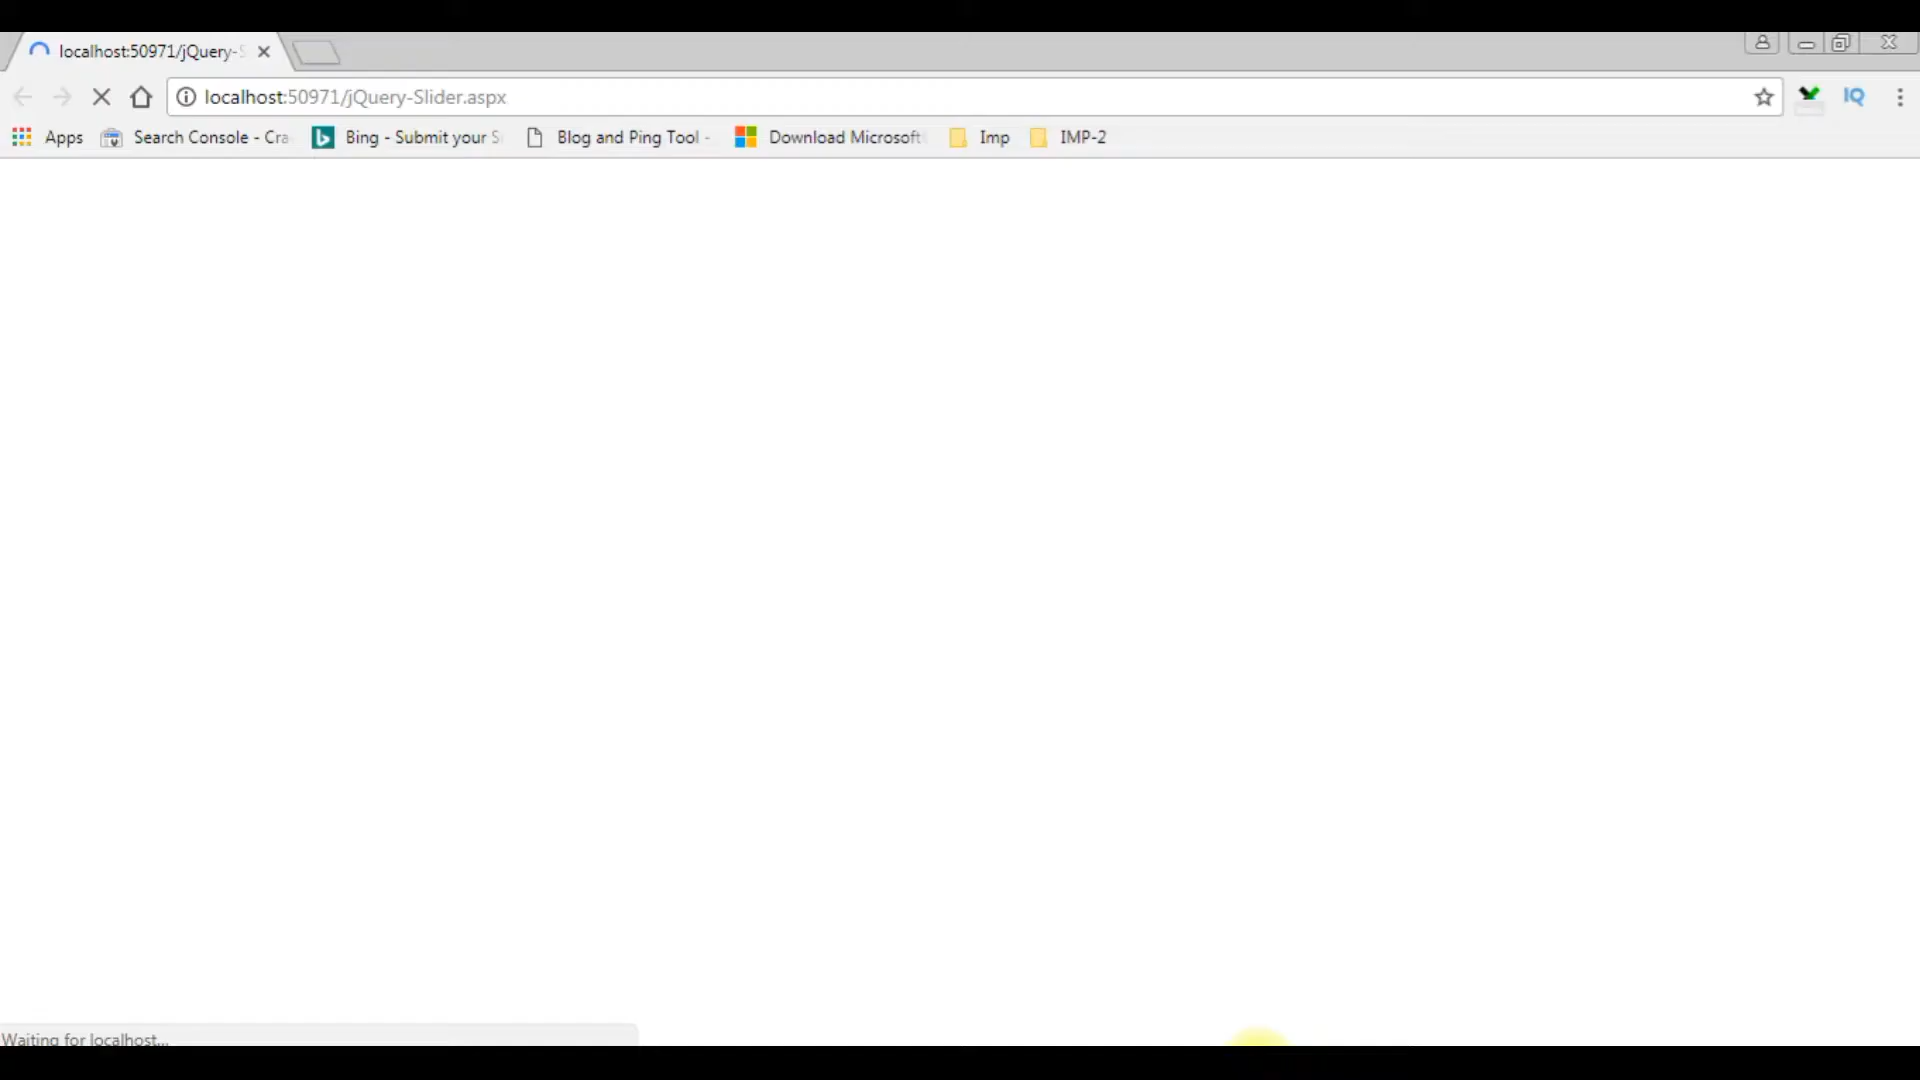 localhost:50971/jQuery-S
localhost:50971/jQuery-Slider.aspx
IQ
Apps Search Console - Cra Bing - Submit your S Blog and Ping Tool - Download Microsoft Imp IMP-2
Waiting for localhost...